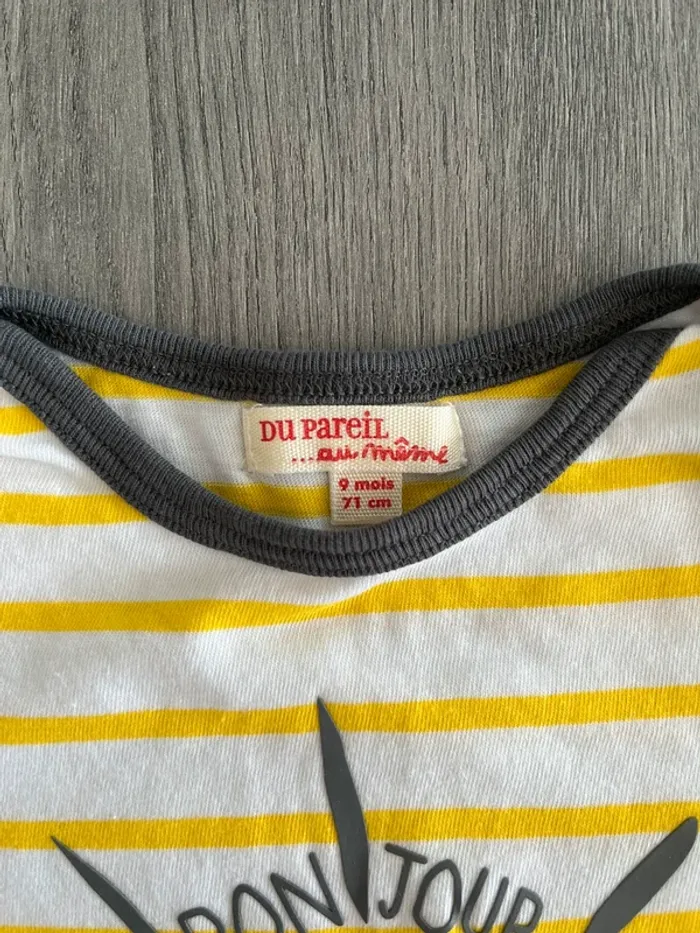 DU PAREIL
...au même
9 mois
71 cm
BONJOUR